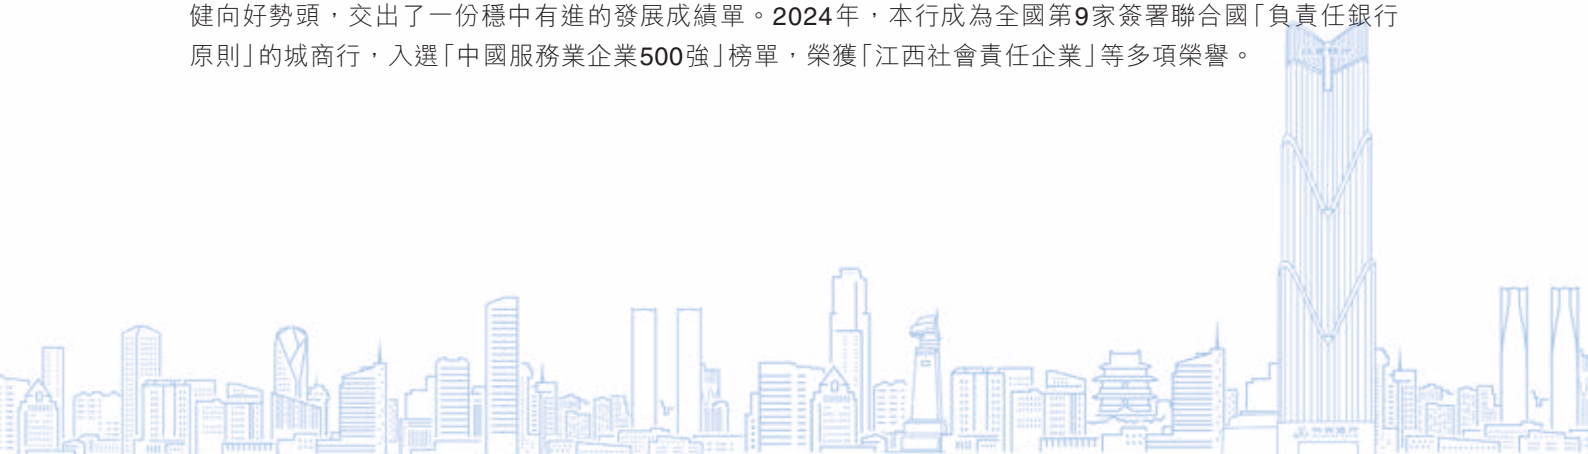 健向好勢頭，交出了一份穩中有進的發展成績單。2024年，本行成為全國第9家簽署聯合國「負責任銀行
原則」的城商行，入選「中國服務業企業500強」榜單，榮獲「江西社會責任企業」等多項榮譽。